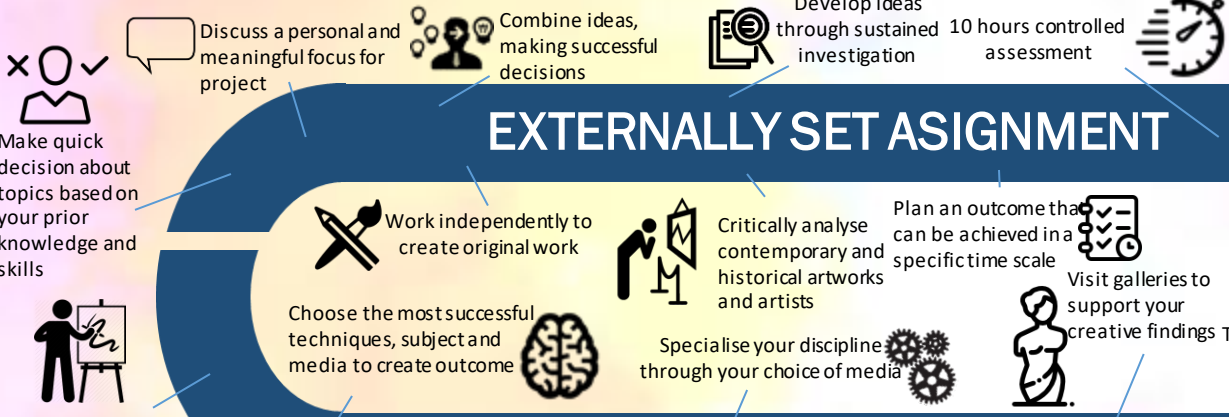 Discuss a personal and
meaningful focus for
project
Combine ideas,
making successful
decisions
Develop ideas
through sustained
investigation
10 hours controlled
assessment
Make quick
decision about
topics based on
your prior
knowledge and
skills
EXTERNALLY SET ASIGNMENT
Work independently to
create original work
Critically analyse
contemporary and
historical artworks
and artists
Plan an outcome that
can be achieved in a
specific time scale
Visit galleries to
support your
creative findings
Choose the most successful
techniques, subject and
media to create outcome
Specialise your discipline
through your choice of media